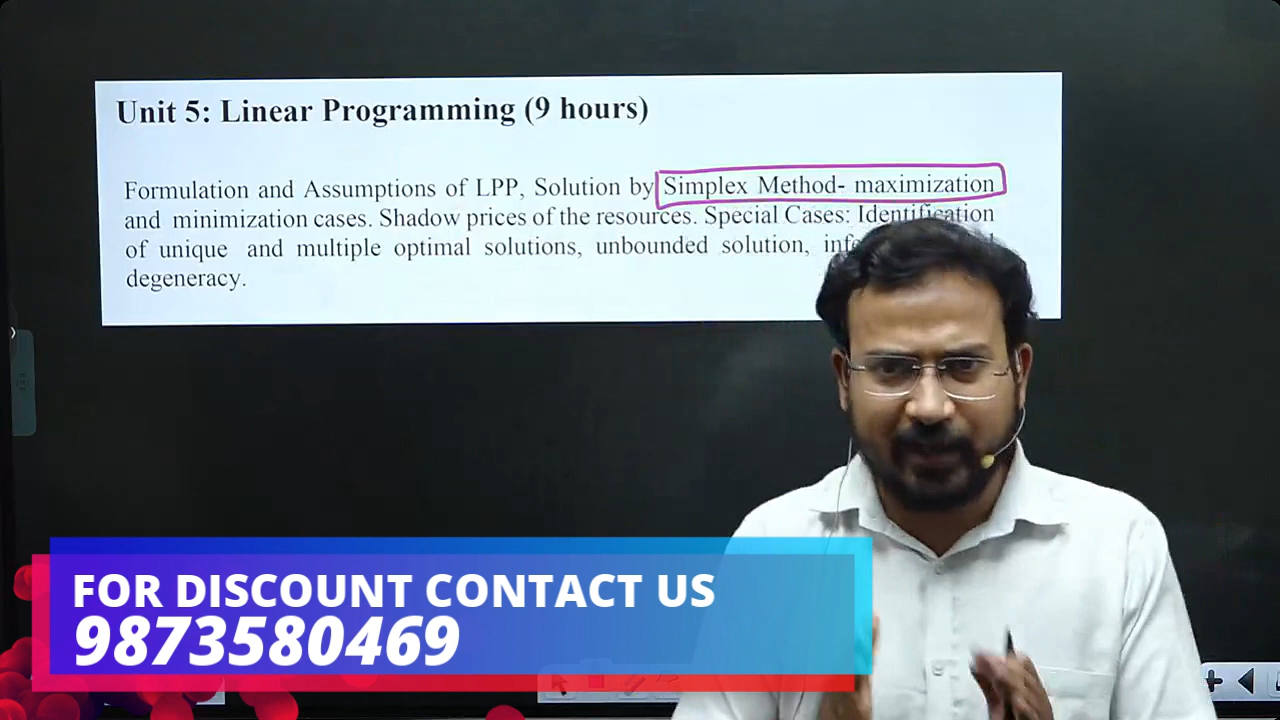 Unit 5: Linear Programming (9 hours)
Formulation and Assumptions of LPP, Solution by Simplex Method- maximization
and minimization cases. Shadow prices of the resources. Special Cases: Identification
of unique and multiple optimal solutions, unbounded solution,
degeneracy.
FOR DISCOUNT CONTACT US
9873580469